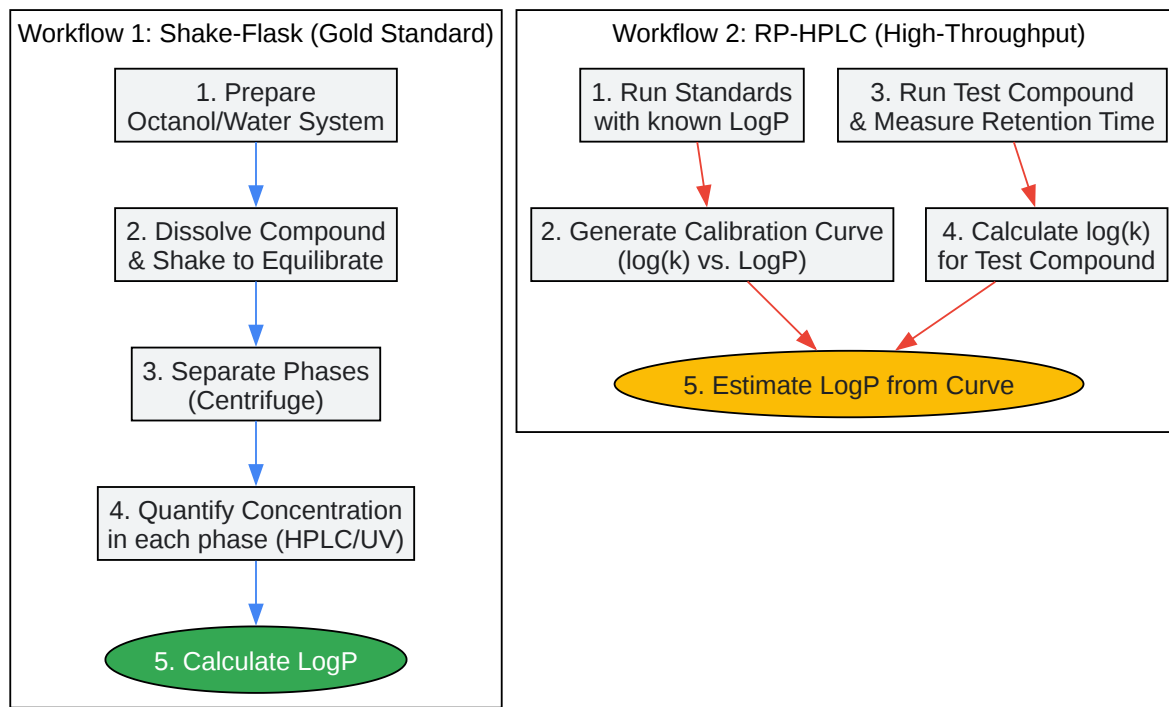 Workflow 1: Shake-Flask (Gold Standard)
1. Prepare
Octanol/Water System
2. Dissolve Compound
& Shake to Equilibrate
3. Separate Phases
(Centrifuge)
4. Quantify Concentration
in each phase (HPLC/UV)
5. Calculate LogP
Workflow 2: RP-HPLC (High-Throughput)
1. Run Standards
with known LogP
2. Generate Calibration Curve
(log(k) vs. LogP)
3. Run Test Compound
& Measure Retention Time
4. Calculate log(k)
for Test Compound
5. Estimate LogP from Curve